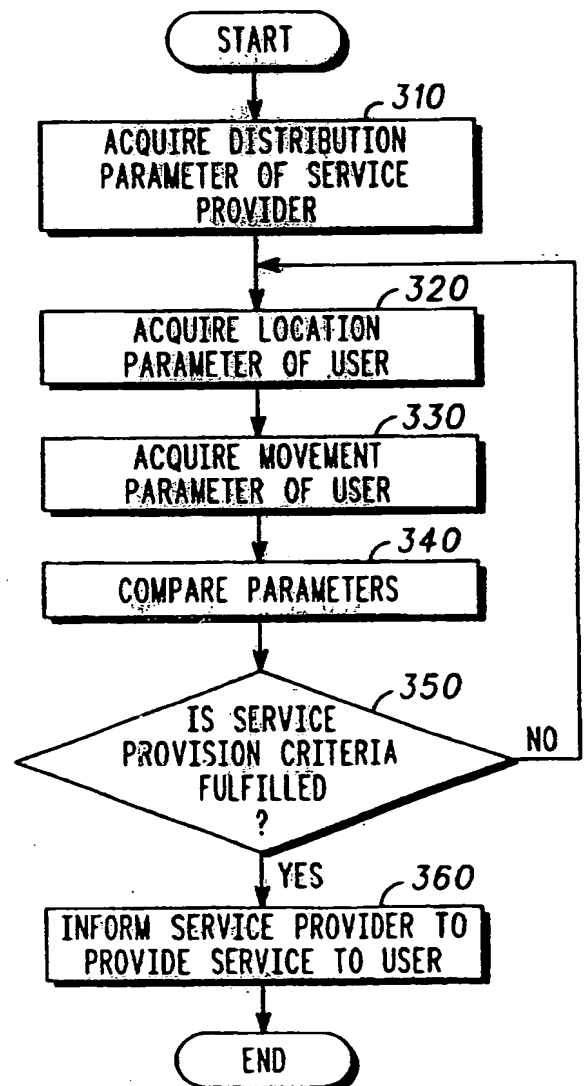 START
310
ACQUIRE DISTRIBUTION
PARAMETER OF SERVICE
PROVIDER
320
ACQUIRE LOCATION
PARAMETER OF USER
330
ACQUIRE MOVEMENT
PARAMETER OF USER
340
COMPARE PARAMETERS
350
IS SERVICE
PROVISION CRITERIA
FULFILLED
?
NO
YES
360
INFORM SERVICE PROVIDER TO
PROVIDE SERVICE TO USER
END